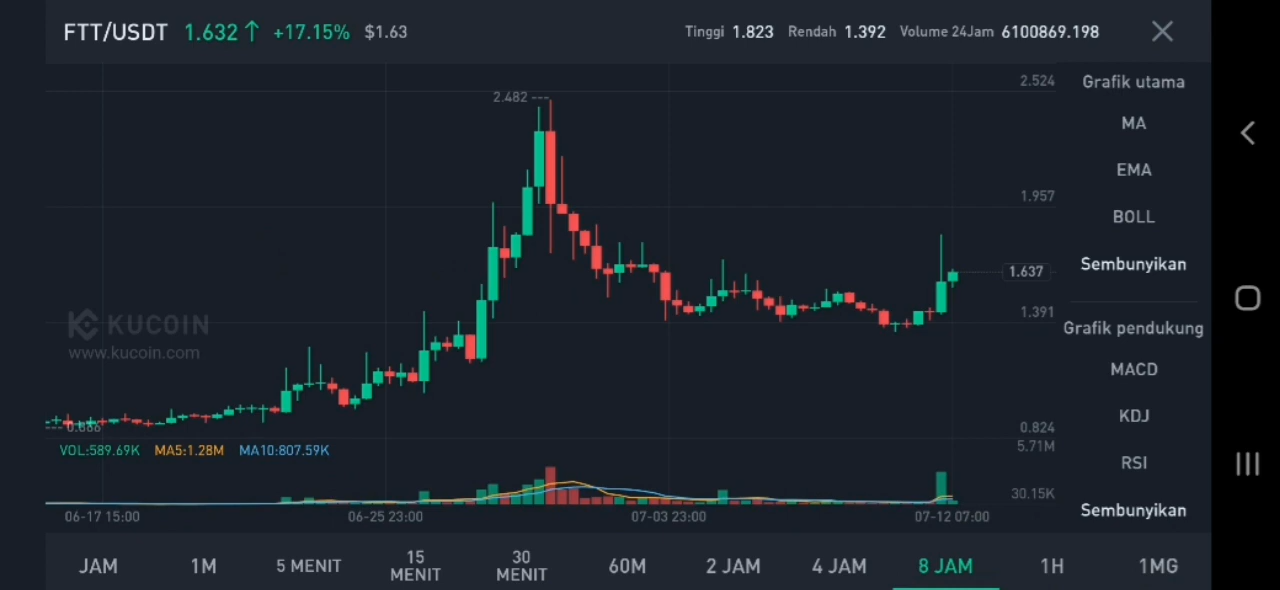 FTT/USDT 1.632↑ +17.15% $1.63 Tinggi 1.823 Rendah 1.392 Volume 24Jam 6100869.198
2.524
Grafik utama
2.482
MA
EMA
1.957
BOLL
Sembunyikan
1.637
1.391
KUCOIN
Grafik pendukung
www.kucoin.com
MACD
KDJ
0.886
0.824
VOL:589.69K MA5:1.28M MA10:807.59K
5.71M
RSI
30.15K
Sembunyikan
06-17 15:00 06-25 23:00 07-03 23:00 07-12 07:00
JAM 1M 5 MENIT 15 MENIT 30 MENIT 60M 2 JAM 4 JAM 8 JAM 1H 1MG